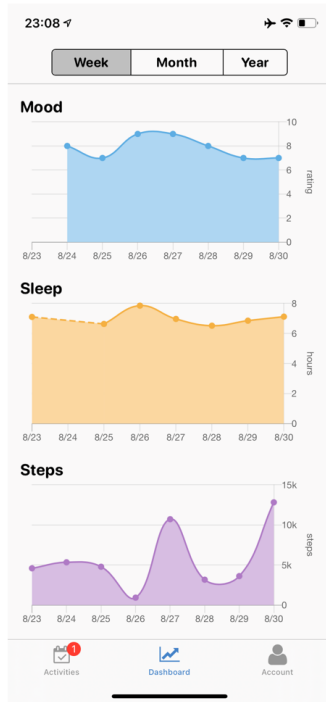 23:08
Week Month Year
Mood
10
8
6
4
2
0
rating
8/23 8/24 8/25 8/26 8/27 8/28 8/29 8/30
Sleep
8
6
4
2
0
hours
8/23 8/24 8/25 8/26 8/27 8/28 8/29 8/30
Steps
15k
10k
5k
0
steps
8/23 8/24 8/25 8/26 8/27 8/28 8/29 8/30
1
Activities Dashboard Account